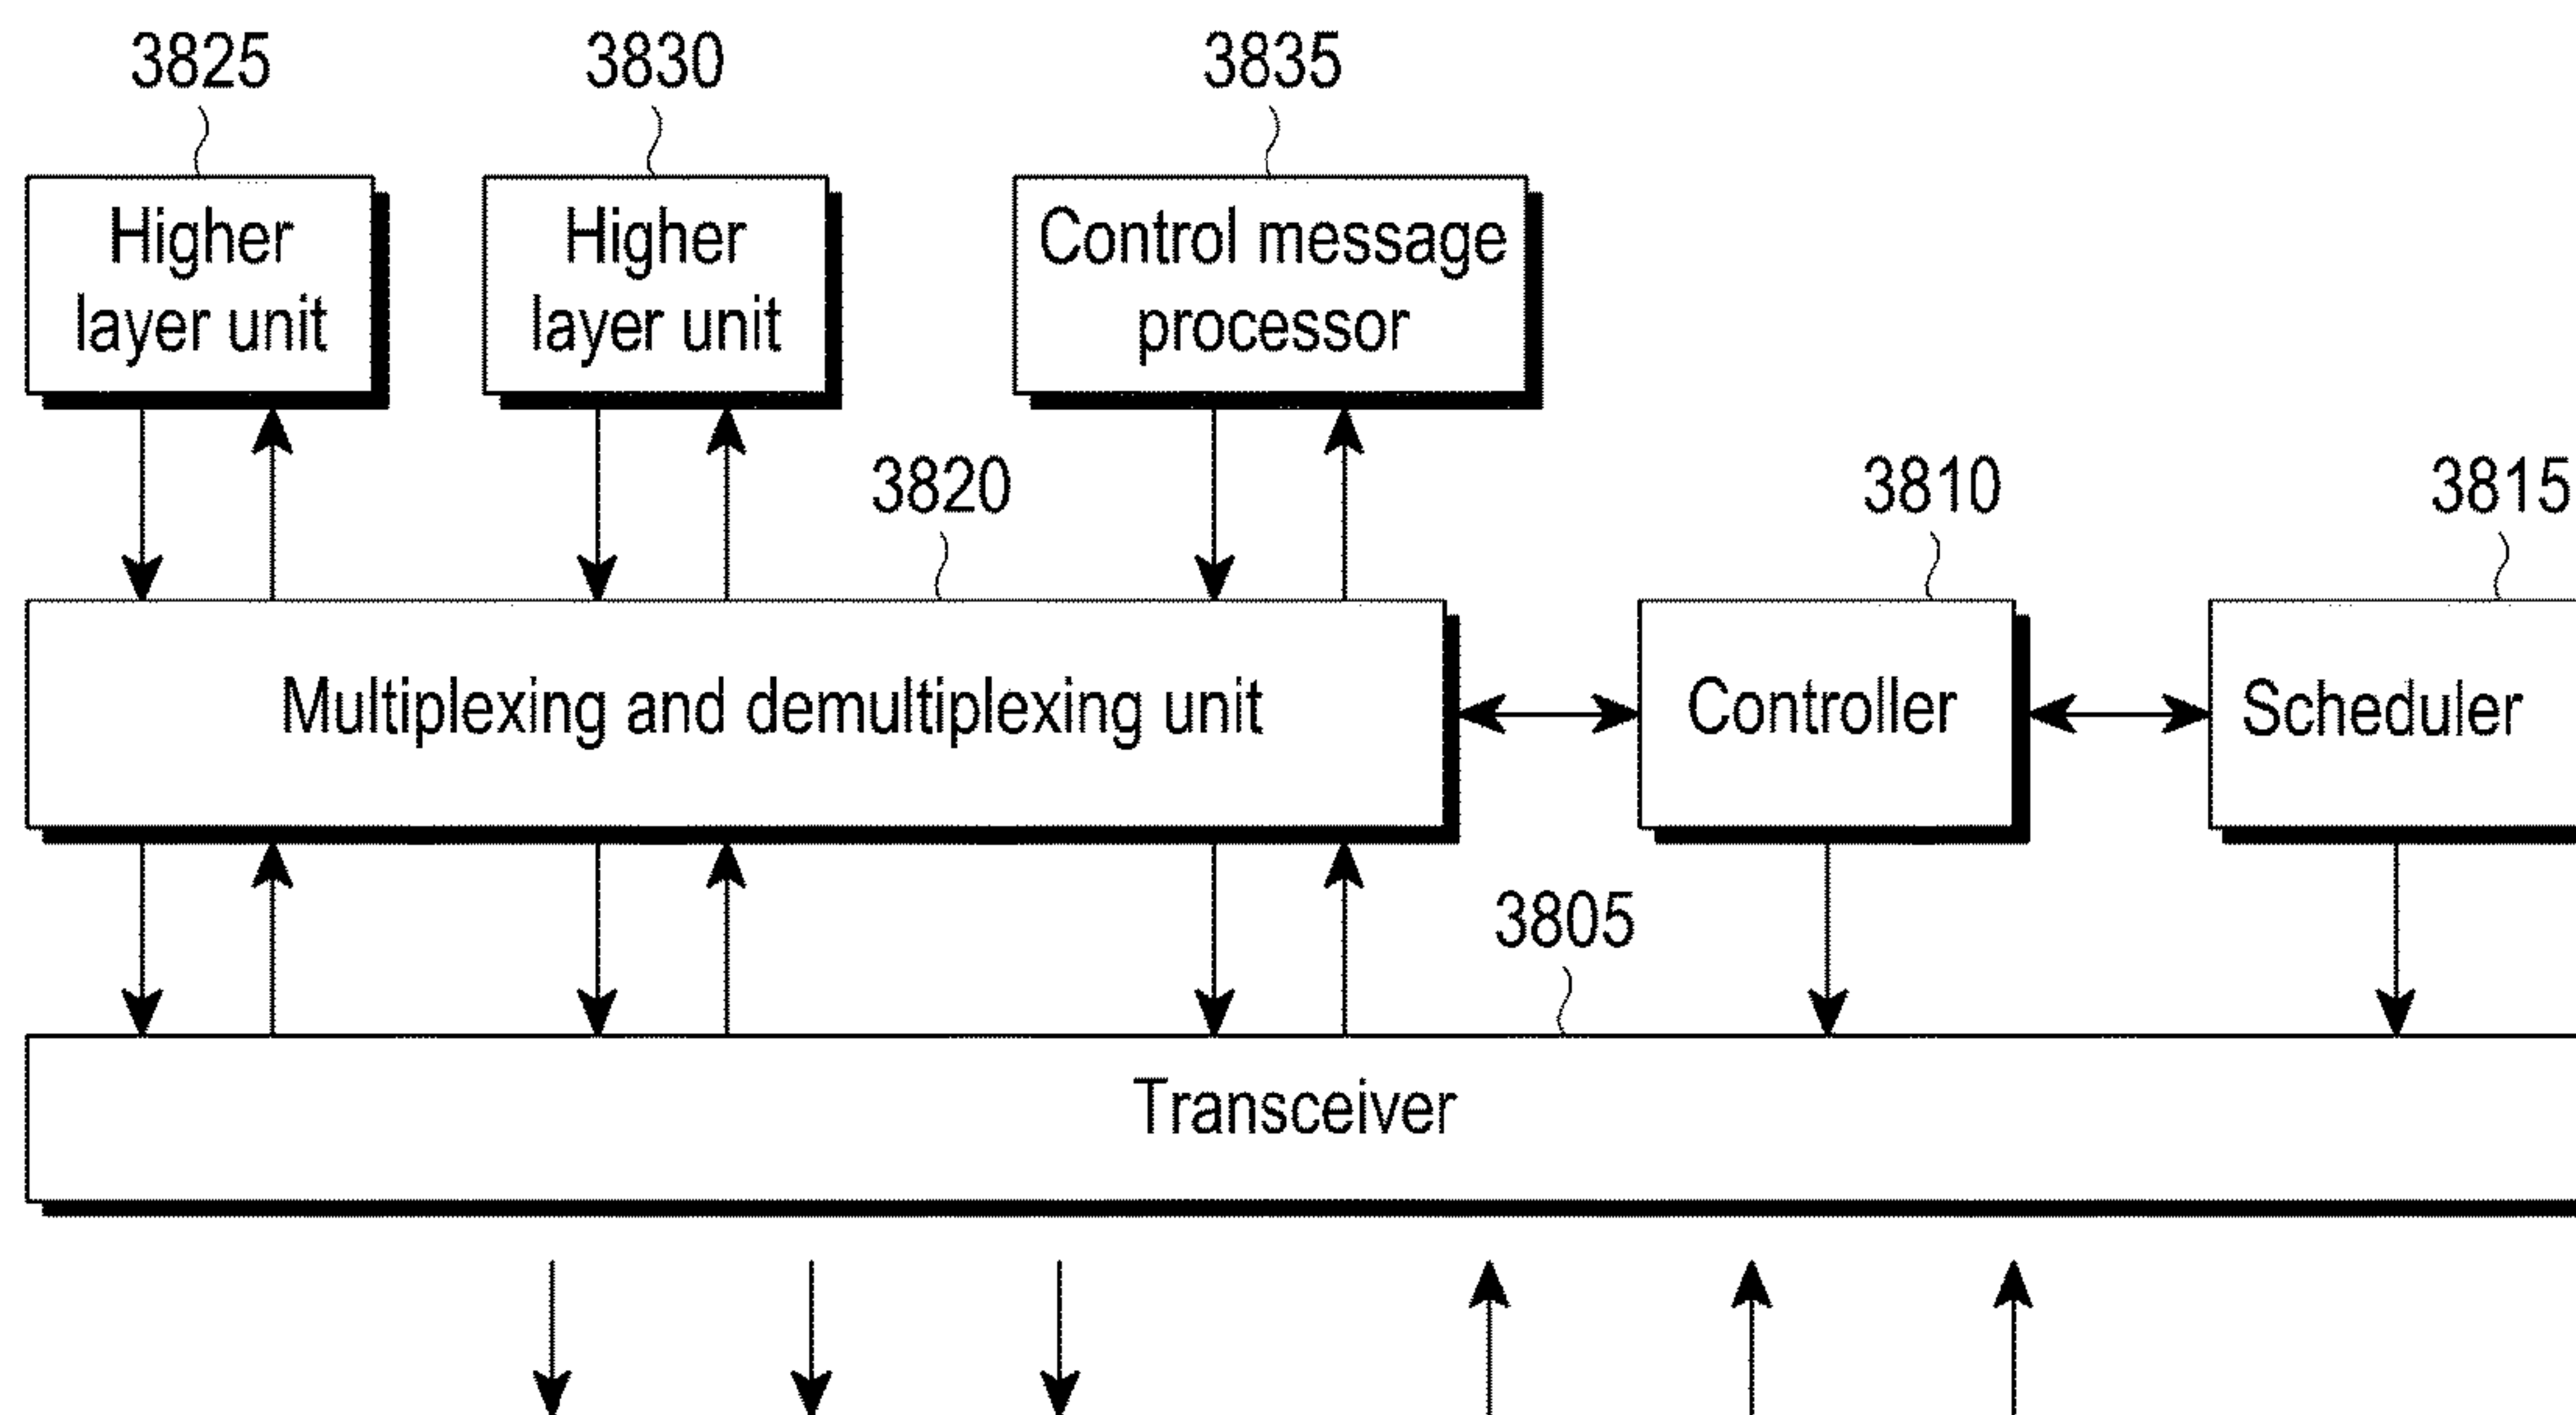 3825
3830
3835
Higher
layer unit
Higher
layer unit
Control message
processor
3820
3810
3815
Multiplexing and demultiplexing unit
Controller
Scheduler
3805
Transceiver